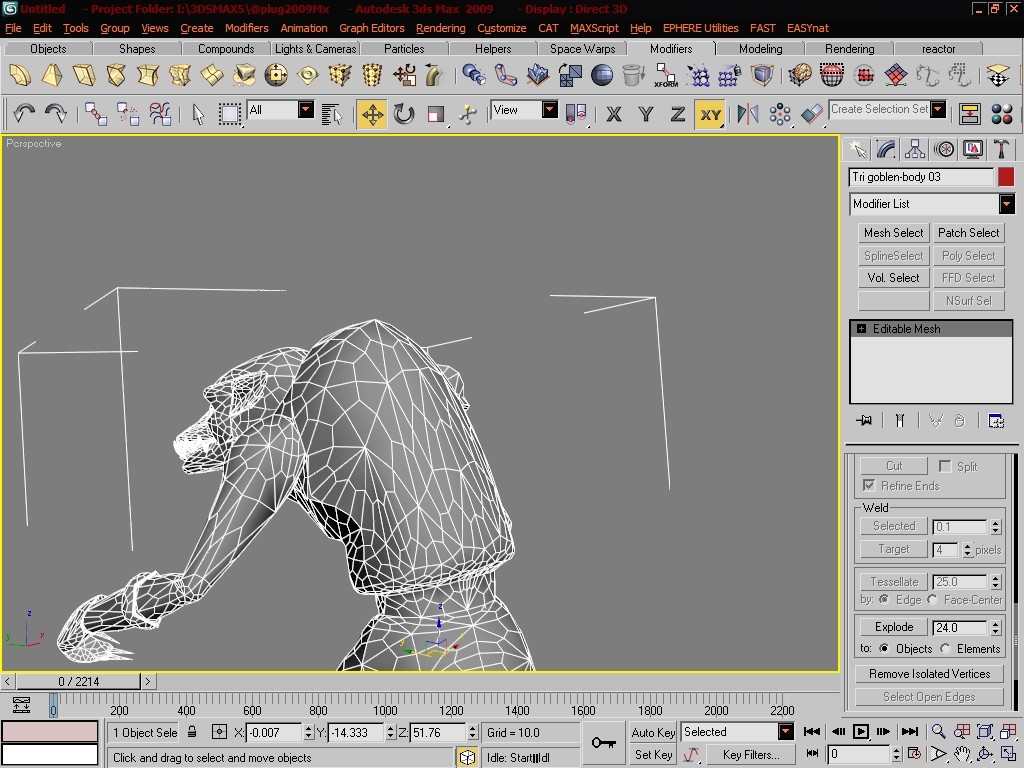 Untitled - Project Folder: I:\3DSMAX5\@plug2009Mx - Autodesk 3ds Max 2009 - Display : Direct 3D
File Edit Tools Group Views Create Modifiers Animation Graph Editors Rendering Customize CAT MAXScript Help EPHERE Utilities FAST EASYnat
Objects Shapes Compounds Lights & Cameras Particles Helpers Space Warps Modifiers Modeling Rendering reactor
XFORM
All View X Y Z XY Create Selection Set
Perspective
Tri goblen-body 03
Modifier List
Mesh Select Patch Select
SplineSelect Poly Select
Vol. Select FFD Select
NSurf Sel
Editable Mesh
Cut Split
Refine Ends
Weld
Selected 0.1
Target 4 pixels
Tessellate 25.0
by: Edge Face-Center
Explode 24.0
to: Objects Elements
Remove Isolated Vertices
Select Open Edges
z
y x
z
y x
< 0 / 2214 >
0 200 400 600 800 1000 1200 1400 1600 1800 2000 2200
1 Object Sele X: -0.007 Y: -14.333 Z: 51.76 Grid = 10.0 Auto Key Selected
Click and drag to select and move objects Idle: Start Set Key Key Filters... 0